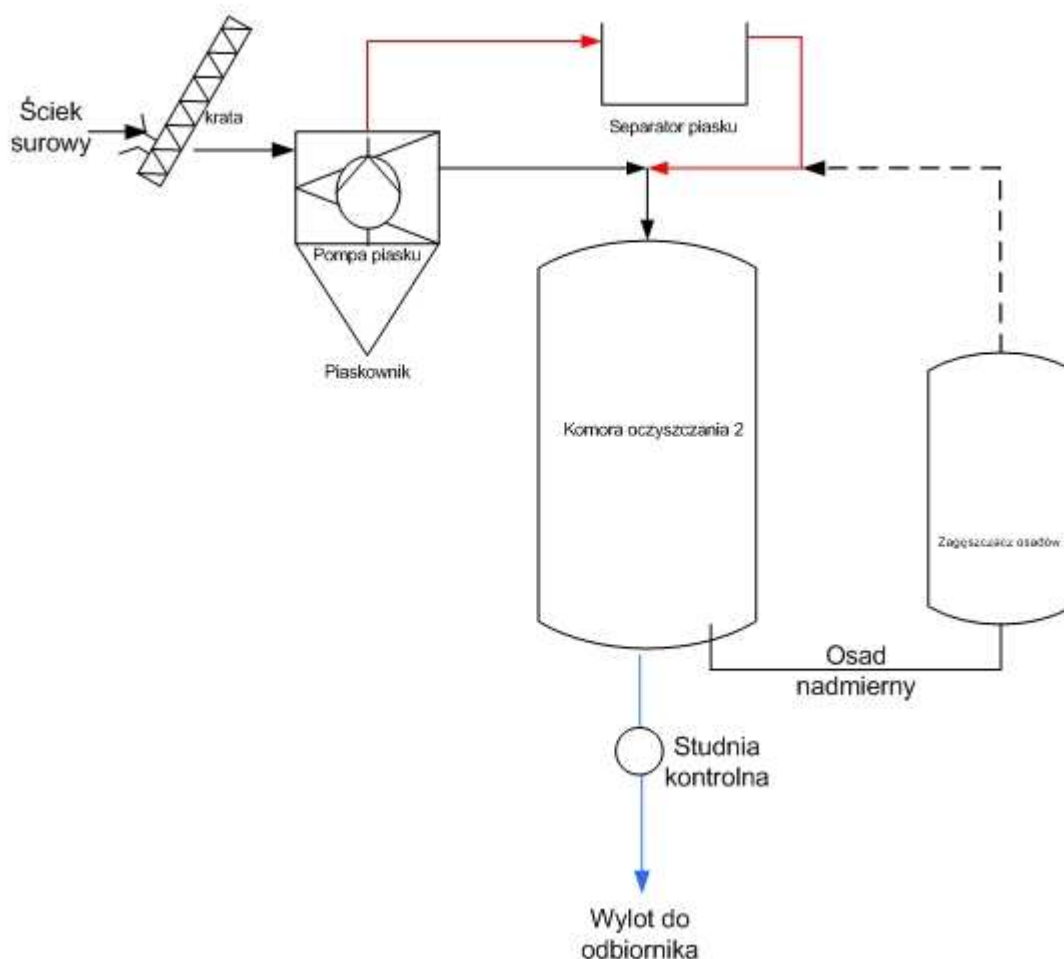 Ściek
surowy
krata
Separator piasku
Pompa piasku
Piaskownik
Komora oczyszczania 2
Zagęszczacz osadów
Osad
nadmierny
Studnia
kontrolna
Wylot do
odbiornika